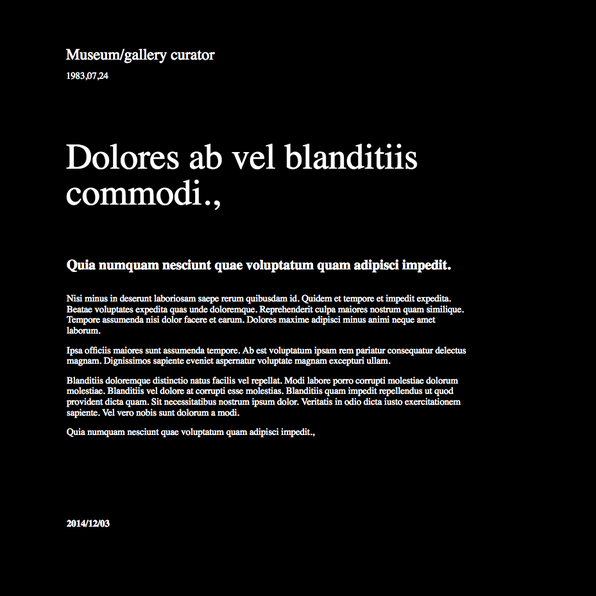 Museum/gallery curator
1983,07,24
Dolores ab vel blanditiis
commodi.,
Quia numquam nesciunt quae voluptatum quam adipisci impedit.
Nisi minus in deserunt laboriosam saepe rerum quibusdam id. Quidem et tempore et impedit expedita.
Beatae voluptates expedita quas unde doloremque. Reprehenderit culpa maiores nostrum quam similique.
Tempore assumenda nisi dolor facere et earum. Dolores maxime adipisci minus animi neque amet
laborum.
Ipsa officiis maiores sunt assumenda tempore. Ab est voluptatum ipsam rem pariatur consequatur delectus
magnam. Dignissimos sapiente eveniet aspernatur voluptate magnam excepturi ullam.
Blanditiis doloremque distinctio natus facilis vel repellat. Modi labore porro corrupti molestiae dolorum
molestiae. Blanditiis vel dolore at corrupti esse molestias. Blanditiis quam impedit repellendus ut quod
provident dicta quam. Sit necessitatibus nostrum ipsum dolor. Veritatis in odio dicta iusto exercitationem
sapiente. Vel vero nobis sunt dolorum a modi.
Quia numquam nesciunt quae voluptatum quam adipisci impedit.,
2014/12/03